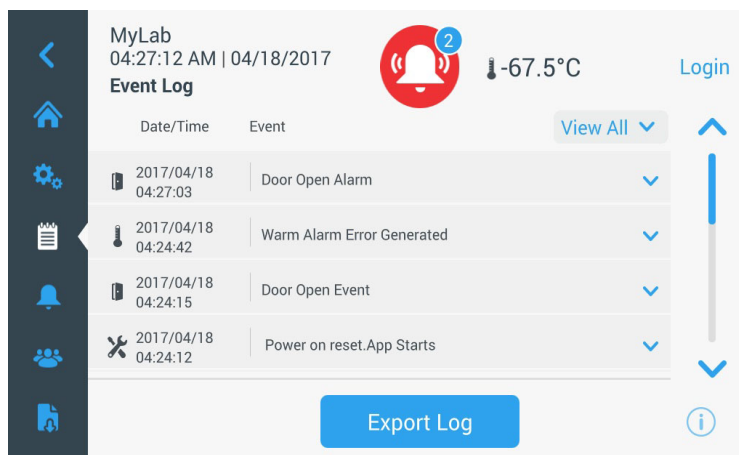 MyLab
04:27:12 AM | 04/18/2017
Event Log
2
-67.5°C
Login
Date/Time Event View All
2017/04/18
04:27:03
Door Open Alarm
2017/04/18
04:24:42
Warm Alarm Error Generated
2017/04/18
04:24:15
Door Open Event
2017/04/18
04:24:12
Power on reset.App Starts
Export Log
i